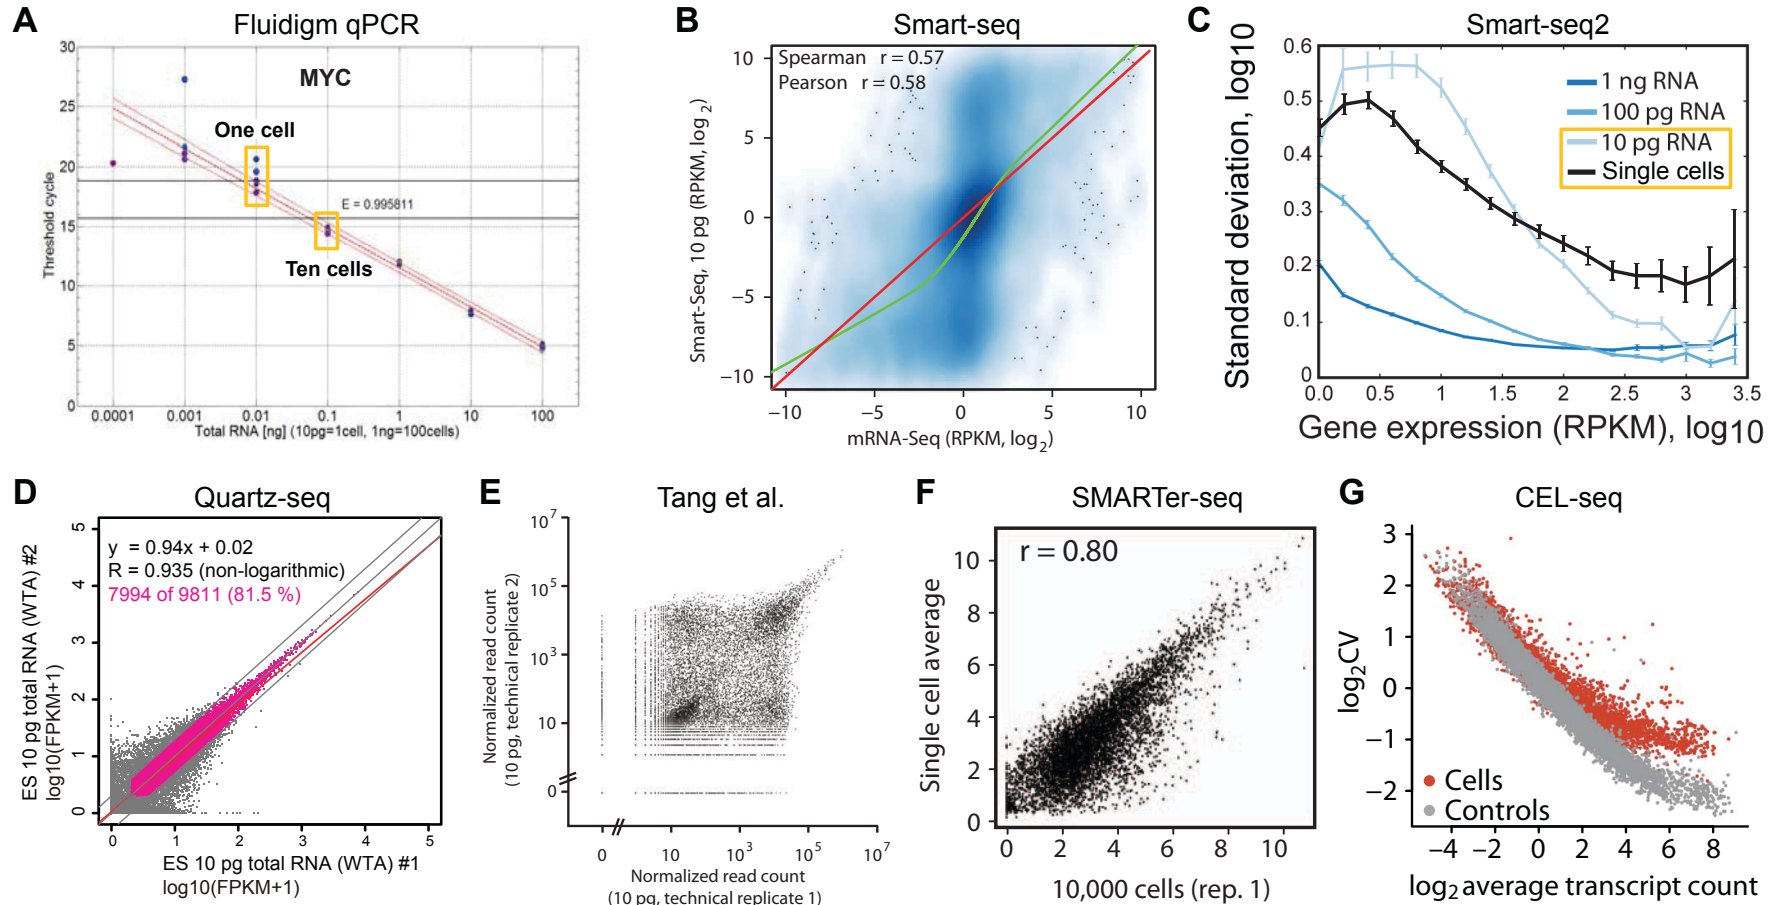 A
Fluidigm qPCR
MYC
One cell
Ten cells
E = 0.995811
Threshold cycle
30
25
20
15
10
5
0
0.0001 0.001 0.01 0.1 1 10 100
Total RNA [ng] (10pg=1cell, 1ng=100cells)
B
Smart-seq
Spearman r = 0.57
Pearson r = 0.58
Smart-Seq, 10 pg (RPKM, log 2)
10
5
0
−5
−10
−10 −5 0 5 10
mRNA-Seq (RPKM, log2)
C
Smart-seq2
1 ng RNA
100 pg RNA
10 pg RNA
Single cells
Standard deviation, log10
0.6
0.5
0.4
0.3
0.2
0.1
0
0.0 0.5 1 1.5 2 2.5 3 3.5
Gene expression (RPKM), log10
D
Quartz-seq
y = 0.94x + 0.02
R = 0.935 (non-logarithmic)
7994 of 9811 (81.5 %)
ES 10 pg total RNA (WTA) #2
log10(FPKM+1)
5
4
3
2
1
0
0 1 2 3 4 5
ES 10 pg total RNA (WTA) #1
log10(FPKM+1)
E
Tang et al.
Normalized read count
(10 pg, technical replicate 2)
10^7
10^5
10^3
10
0
0 10 10^3 10^5 10^7
Normalized read count
(10 pg, technical replicate 1)
F
SMARTer-seq
r = 0.80
Single cell average
10
8
6
4
2
0
0 2 4 6 8 10
10,000 cells (rep. 1)
G
CEL-seq
log2CV
3
2
1
0
−1
−2
Cells
Controls
−4 −2 0 2 4 6 8
log2 average transcript count